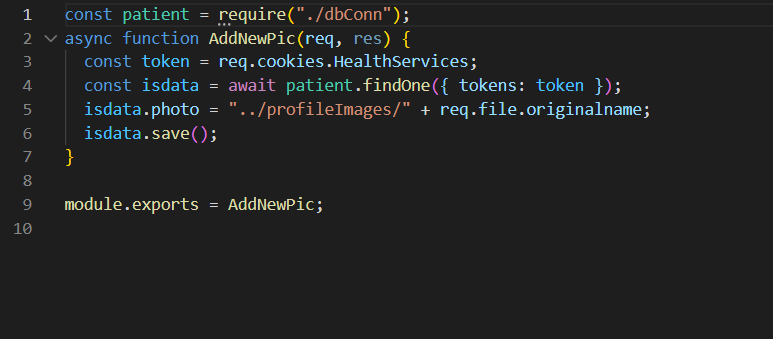 1 const patient = require("./dbConn");
2 async function AddNewPic(req, res) {
3 const token = req.cookies.HealthServices;
4 const isdata = await patient.findOne({ tokens: token });
5 isdata.photo = "../profileImages/" + req.file.originalname;
6 isdata.save();
7 }
8
9 module.exports = AddNewPic;
10